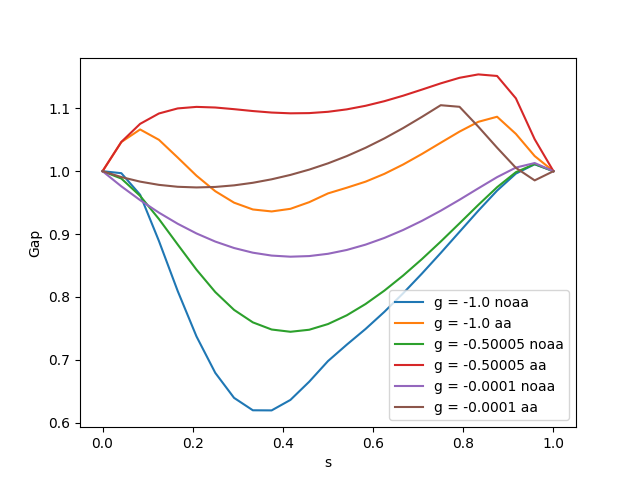 Gap
1.1
1.0
0.9
0.8
0.7
0.6
g = -1.0 noaa
g = -1.0 aa
g = -0.50005 noaa
g = -0.50005 aa
g = -0.0001 noaa
g = -0.0001 aa
0.0 0.2 0.4 0.6 0.8 1.0
s